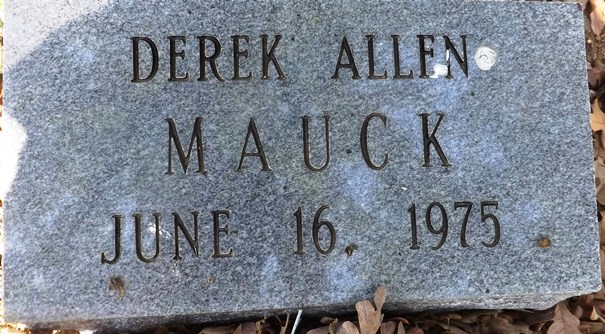 DEREK ALLEN
MAUCK
JUNE 16, 1975